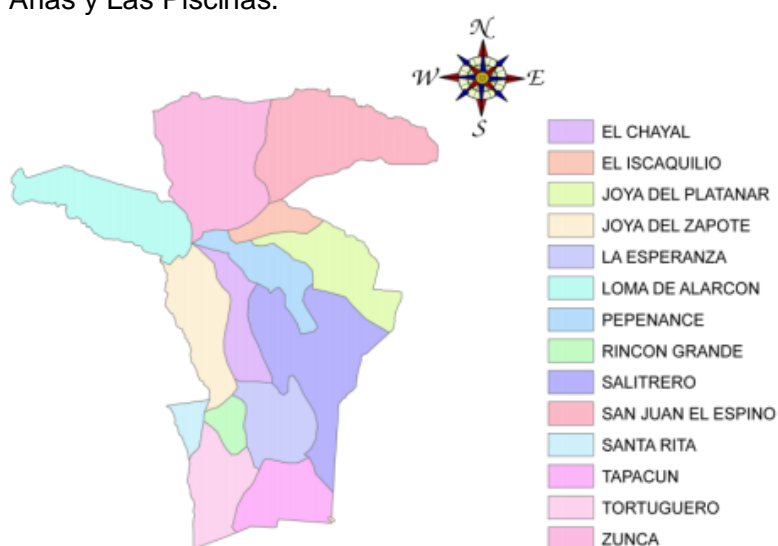 Arias y Las Piscinas.
N
W E
S
EL CHAYAL
EL ISCAQUILIO
JOYA DEL PLATANAR
JOYA DEL ZAPOTE
LA ESPERANZA
LOMA DE ALARCON
PEPENANCE
RINCON GRANDE
SALITRERO
SAN JUAN EL ESPINO
SANTA RITA
TAPACUN
TORTUGUERO
ZUNCA